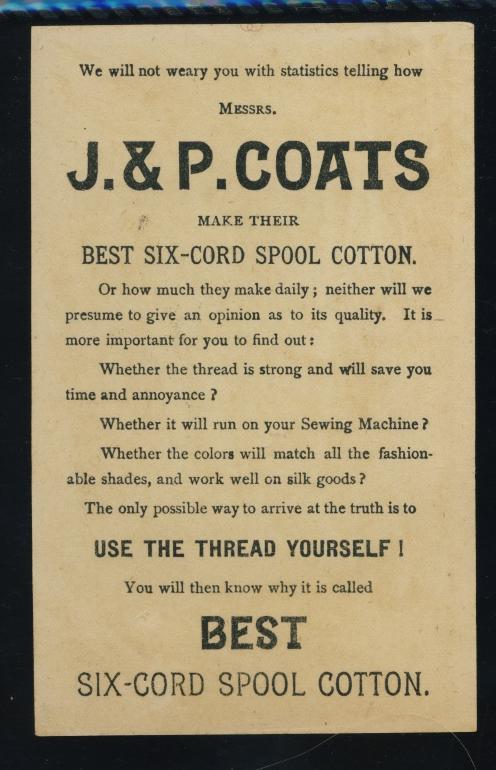 We will not weary you with statistics telling how
MESSRS.
J. & P. COATS
MAKE THEIR
BEST SIX-CORD SPOOL COTTON.
Or how much they make daily; neither will we
presume to give an opinion as to its quality. It is
more important for you to find out:
Whether the thread is strong and will save you
time and annoyance?
Whether it will run on your Sewing Machine?
Whether the colors will match all the fashion-
able shades, and work well on silk goods?
The only possible way to arrive at the truth is to
USE THE THREAD YOURSELF!
You will then know why it is called
BEST
SIX-CORD SPOOL COTTON.